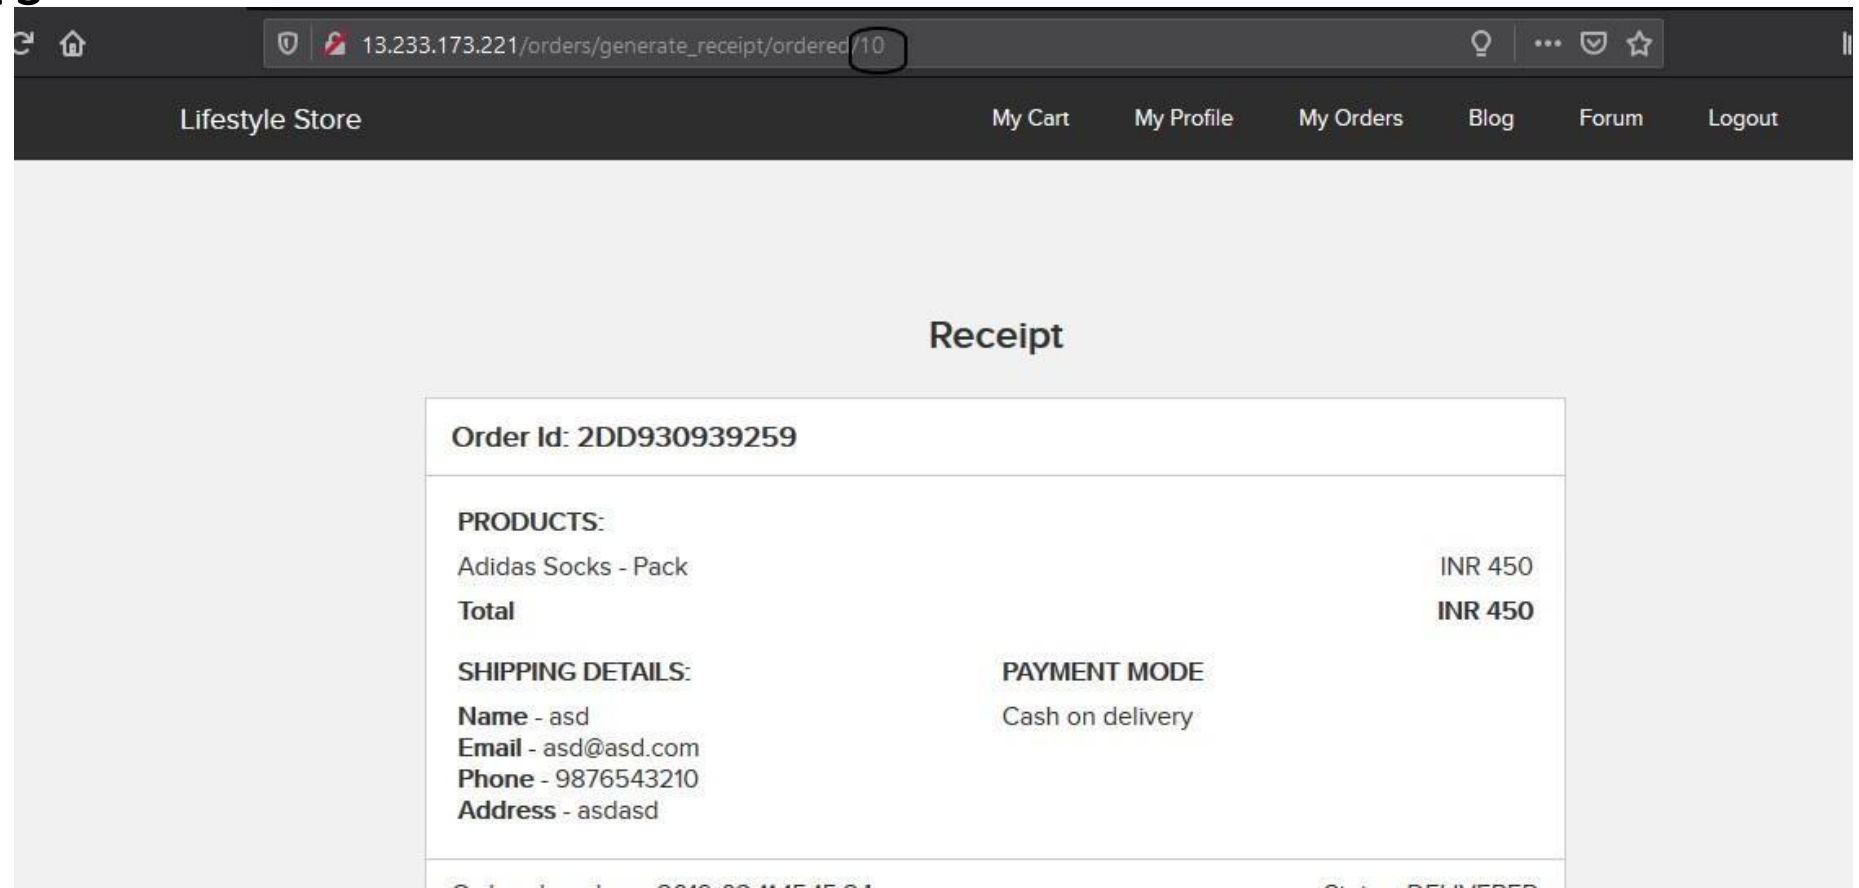 13.233.173.221/orders/generate_receipt/ordered/10
Lifestyle Store My Cart My Profile My Orders Blog Forum Logout
Receipt
Order Id: 2DD930939259
PRODUCTS:
Adidas Socks - Pack INR 450
Total INR 450
SHIPPING DETAILS: PAYMENT MODE
Name - asd Cash on delivery
Email - asd@asd.com
Phone - 9876543210
Address - asdasd